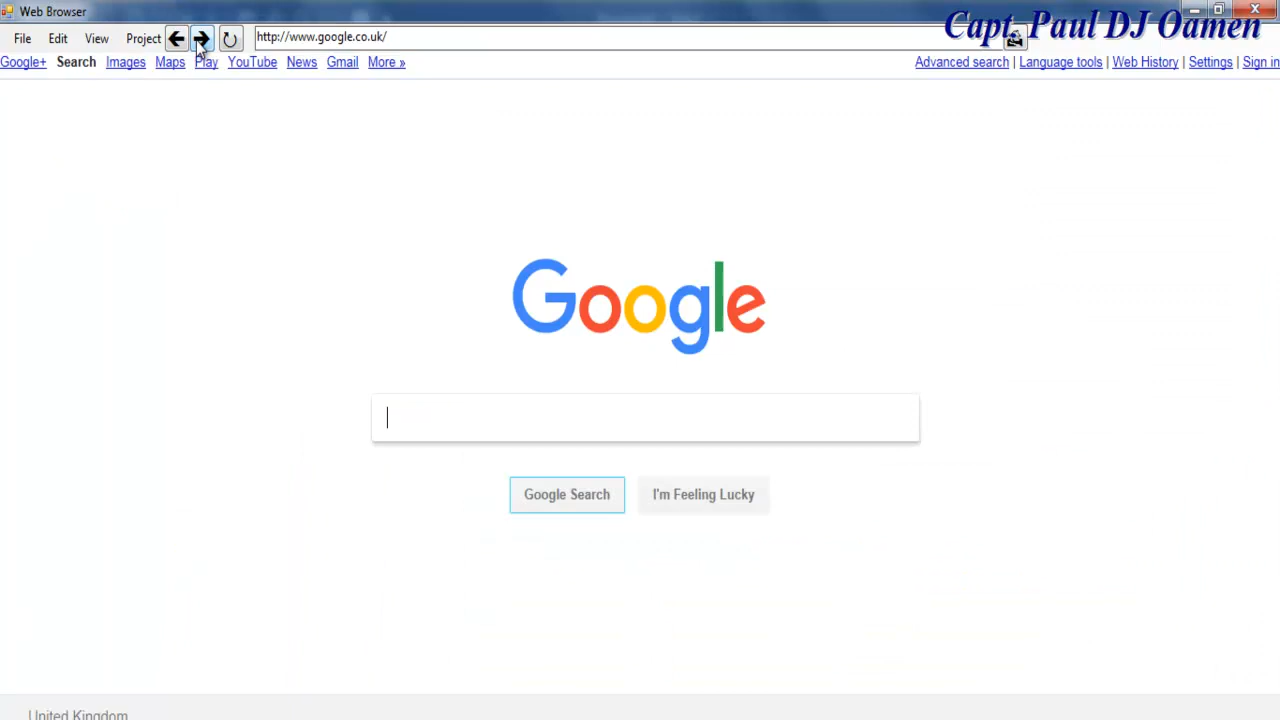 Web Browser
Capt. Paul DJ Oamen
File Edit View Project http://www.google.co.uk/
Google+ Search Images Maps Play YouTube News Gmail More » Advanced search | Language tools | Web History | Settings | Sign in
Google
Google Search I'm Feeling Lucky
United Kingdom